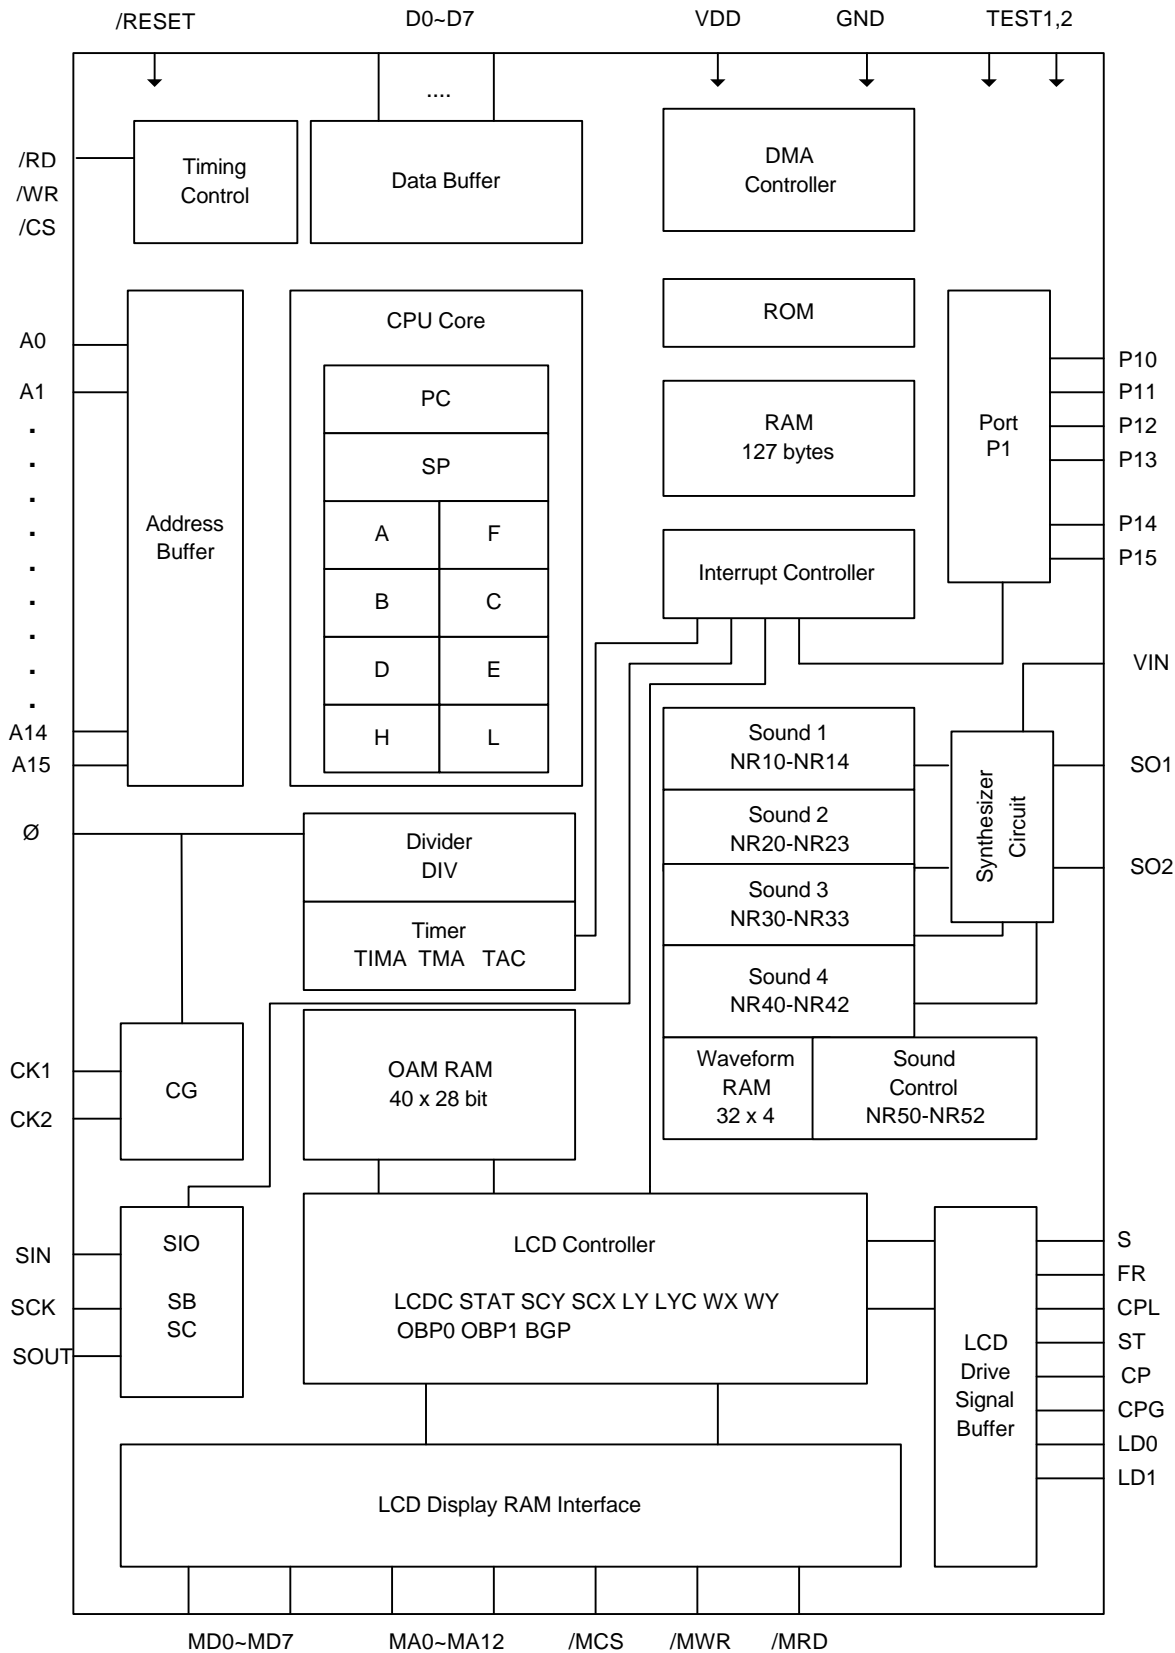 /RESET D0~D7 VDD GND TEST1,2
....
/RD
/WR
/CS
Timing
Control
Data Buffer
DMA
Controller
A0
A1
.
.
.
.
.
.
.
.
.
A14
A15
Address
Buffer
CPU Core
PC
SP
A F
B C
D E
H L
ROM
RAM
127 bytes
Interrupt Controller
Port
P1
P10
P11
P12
P13
P14
P15
VIN
SO1
SO2
Sound 1
NR10-NR14
Sound 2
NR20-NR23
Sound 3
NR30-NR33
Sound 4
NR40-NR42
Waveform
RAM
32 x 4
Sound
Control
NR50-NR52
Synthesizer
Circuit
Ø
Divider
DIV
Timer
TIMA TMA TAC
CK1
CK2
CG
OAM RAM
40 x 28 bit
SIN
SCK
SOUT
SIO
SB
SC
LCD Controller
LCDC STAT SCY SCX LY LYC WX WY
OBP0 OBP1 BGP
LCD
Drive
Signal
Buffer
S
FR
CPL
ST
CP
CPG
LD0
LD1
LCD Display RAM Interface
MD0~MD7 MA0~MA12 /MCS /MWR /MRD